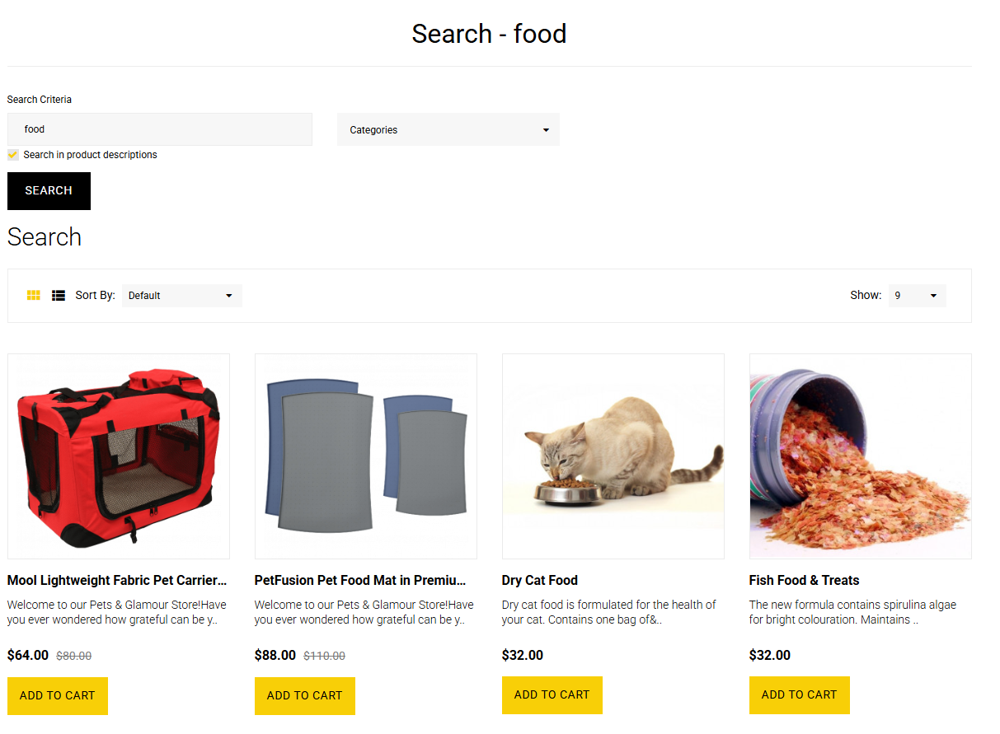 Search - food
Search Criteria
food
Categories
Search in product descriptions
SEARCH
Search
Sort By:
Default
Show:
9
Mool Lightweight Fabric Pet Carrier...
Welcome to our Pets & Glamour Store!Have
you ever wondered how grateful can be y..
$64.00 $80.00
ADD TO CART
PetFusion Pet Food Mat in Premiu...
Welcome to our Pets & Glamour Store!Have
you ever wondered how grateful can be y..
$88.00 $110.00
ADD TO CART
Dry Cat Food
Dry cat food is formulated for the health of
your cat. Contains one bag of&..
$32.00
ADD TO CART
Fish Food & Treats
The new formula contains spirulina algae
for bright colouration. Maintains ..
$32.00
ADD TO CART